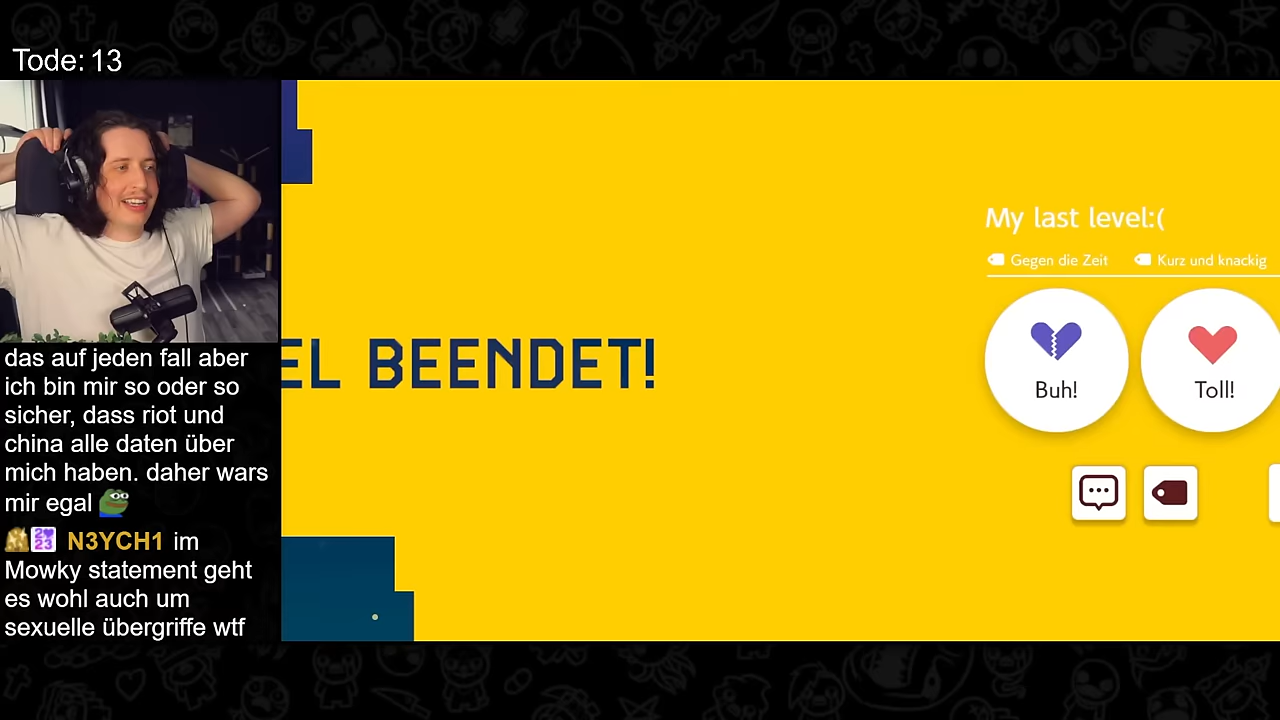 Tode: 13
das auf jeden fall aber
ich bin mir so oder so
sicher, dass riot und
china alle daten über
mich haben. daher wars
mir egal
N3YCH1 im
Mowky statement geht
es wohl auch um
sexuelle übergriffe wtf
EL BEENDET!
My last level:(
Gegen die Zeit Kurz und knackig
Buh! Toll!